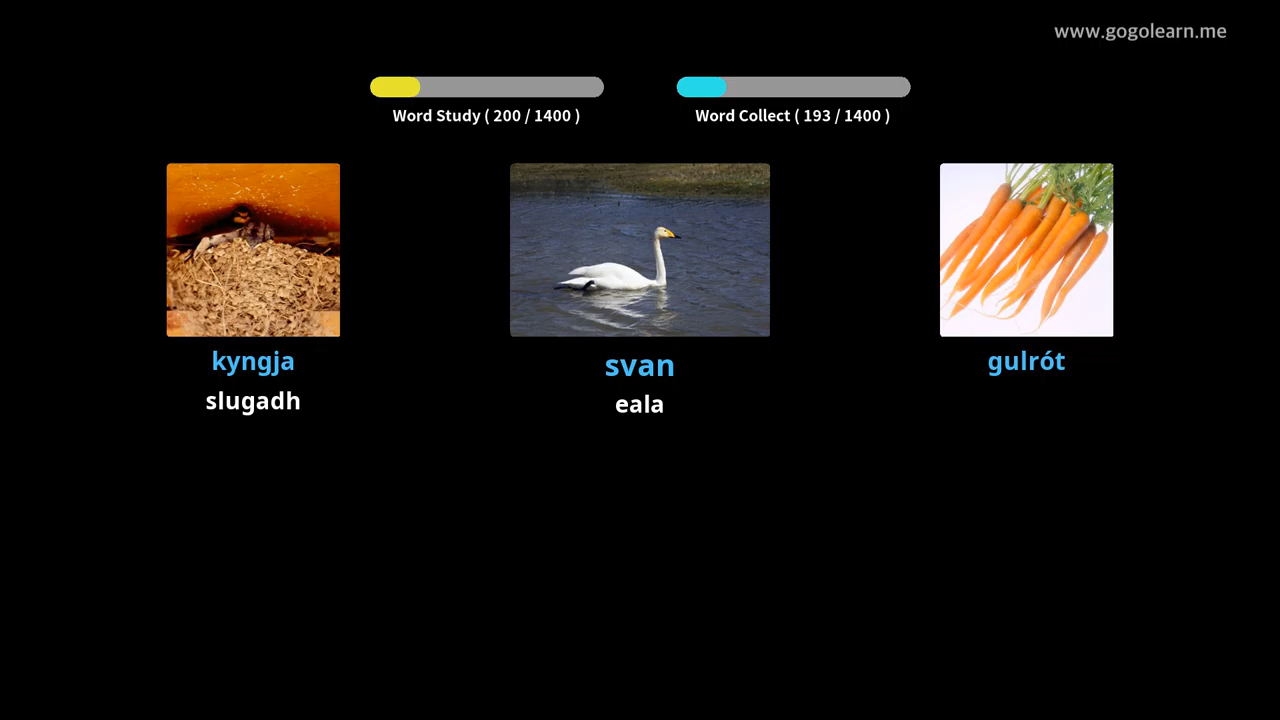 www.gogolearn.me
Word Study ( 200 / 1400 )
Word Collect ( 193 / 1400 )
kyngja
svan
gulrót
slugadh
eala